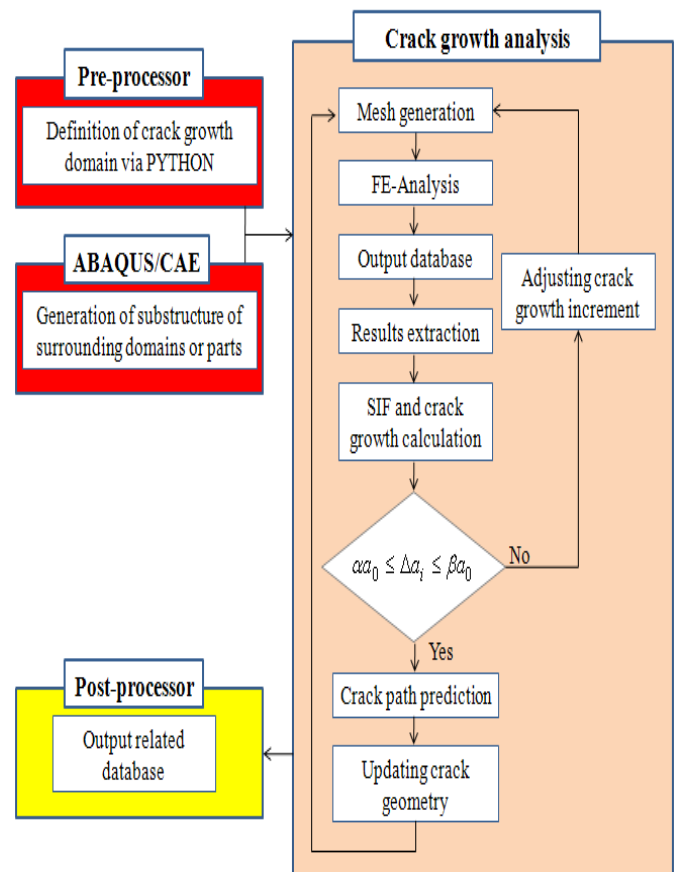 Pre-processor
Definition of crack growth
domain via PYTHON
ABAQUS/CAE
Generation of substructure of
surrounding domains or parts
Crack growth analysis
Mesh generation
FE-Analysis
Output database
Results extraction
SIF and crack
growth calculation
αa₀ ≤ Δaᵢ ≤ βa₀
No
Adjusting crack
growth increment
Yes
Crack path prediction
Updating crack
geometry
Post-processor
Output related
database